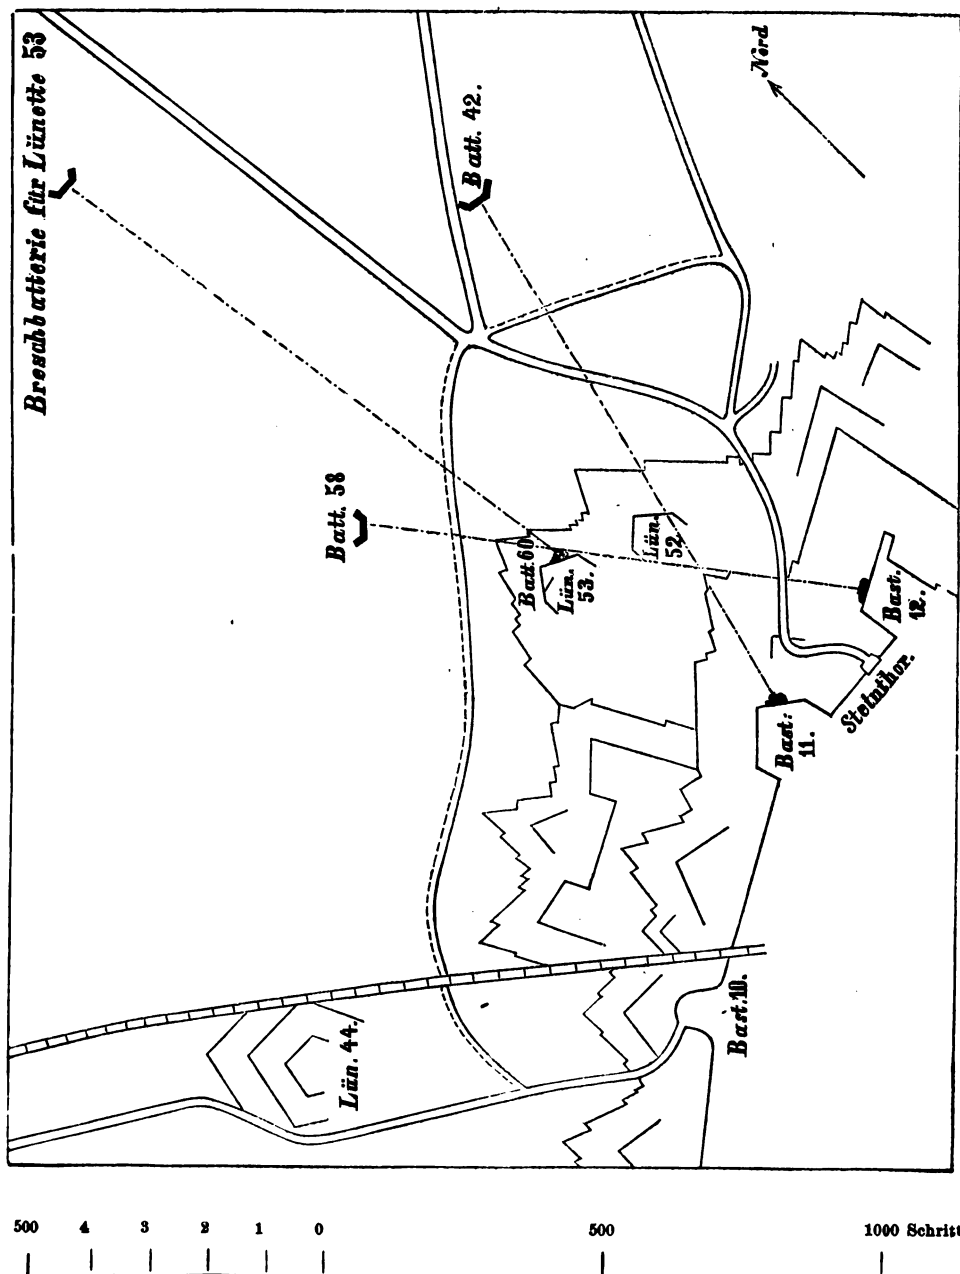 Breschbatterie für Lünette 53
Batt. 42.
Nord
Batt. 58
Batt 60
Lün.
53.
Lün.
52.
Bast.
12.
Steinthor.
Bast:
11.
Bast. 10.
Lün. 44.
500 4 3 2 1 0 500 1000 Schritt